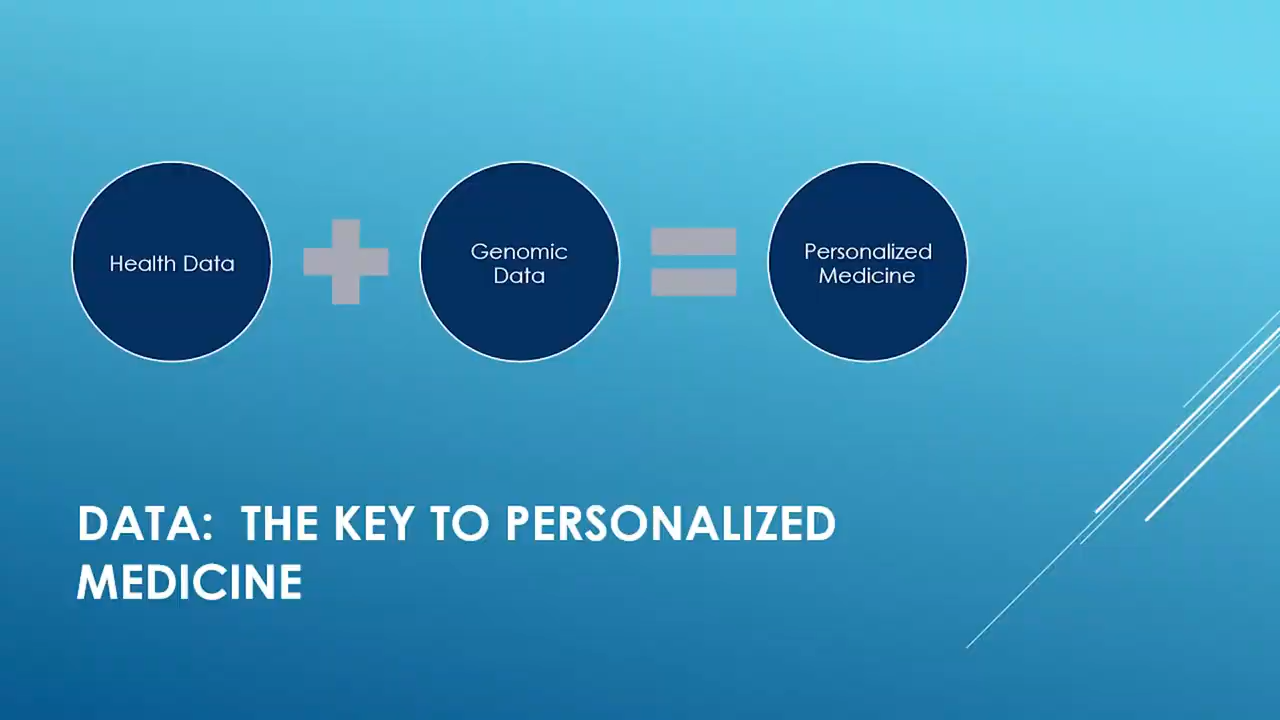 Health Data
Genomic
Data
Personalized
Medicine
DATA:  THE KEY TO PERSONALIZED
MEDICINE